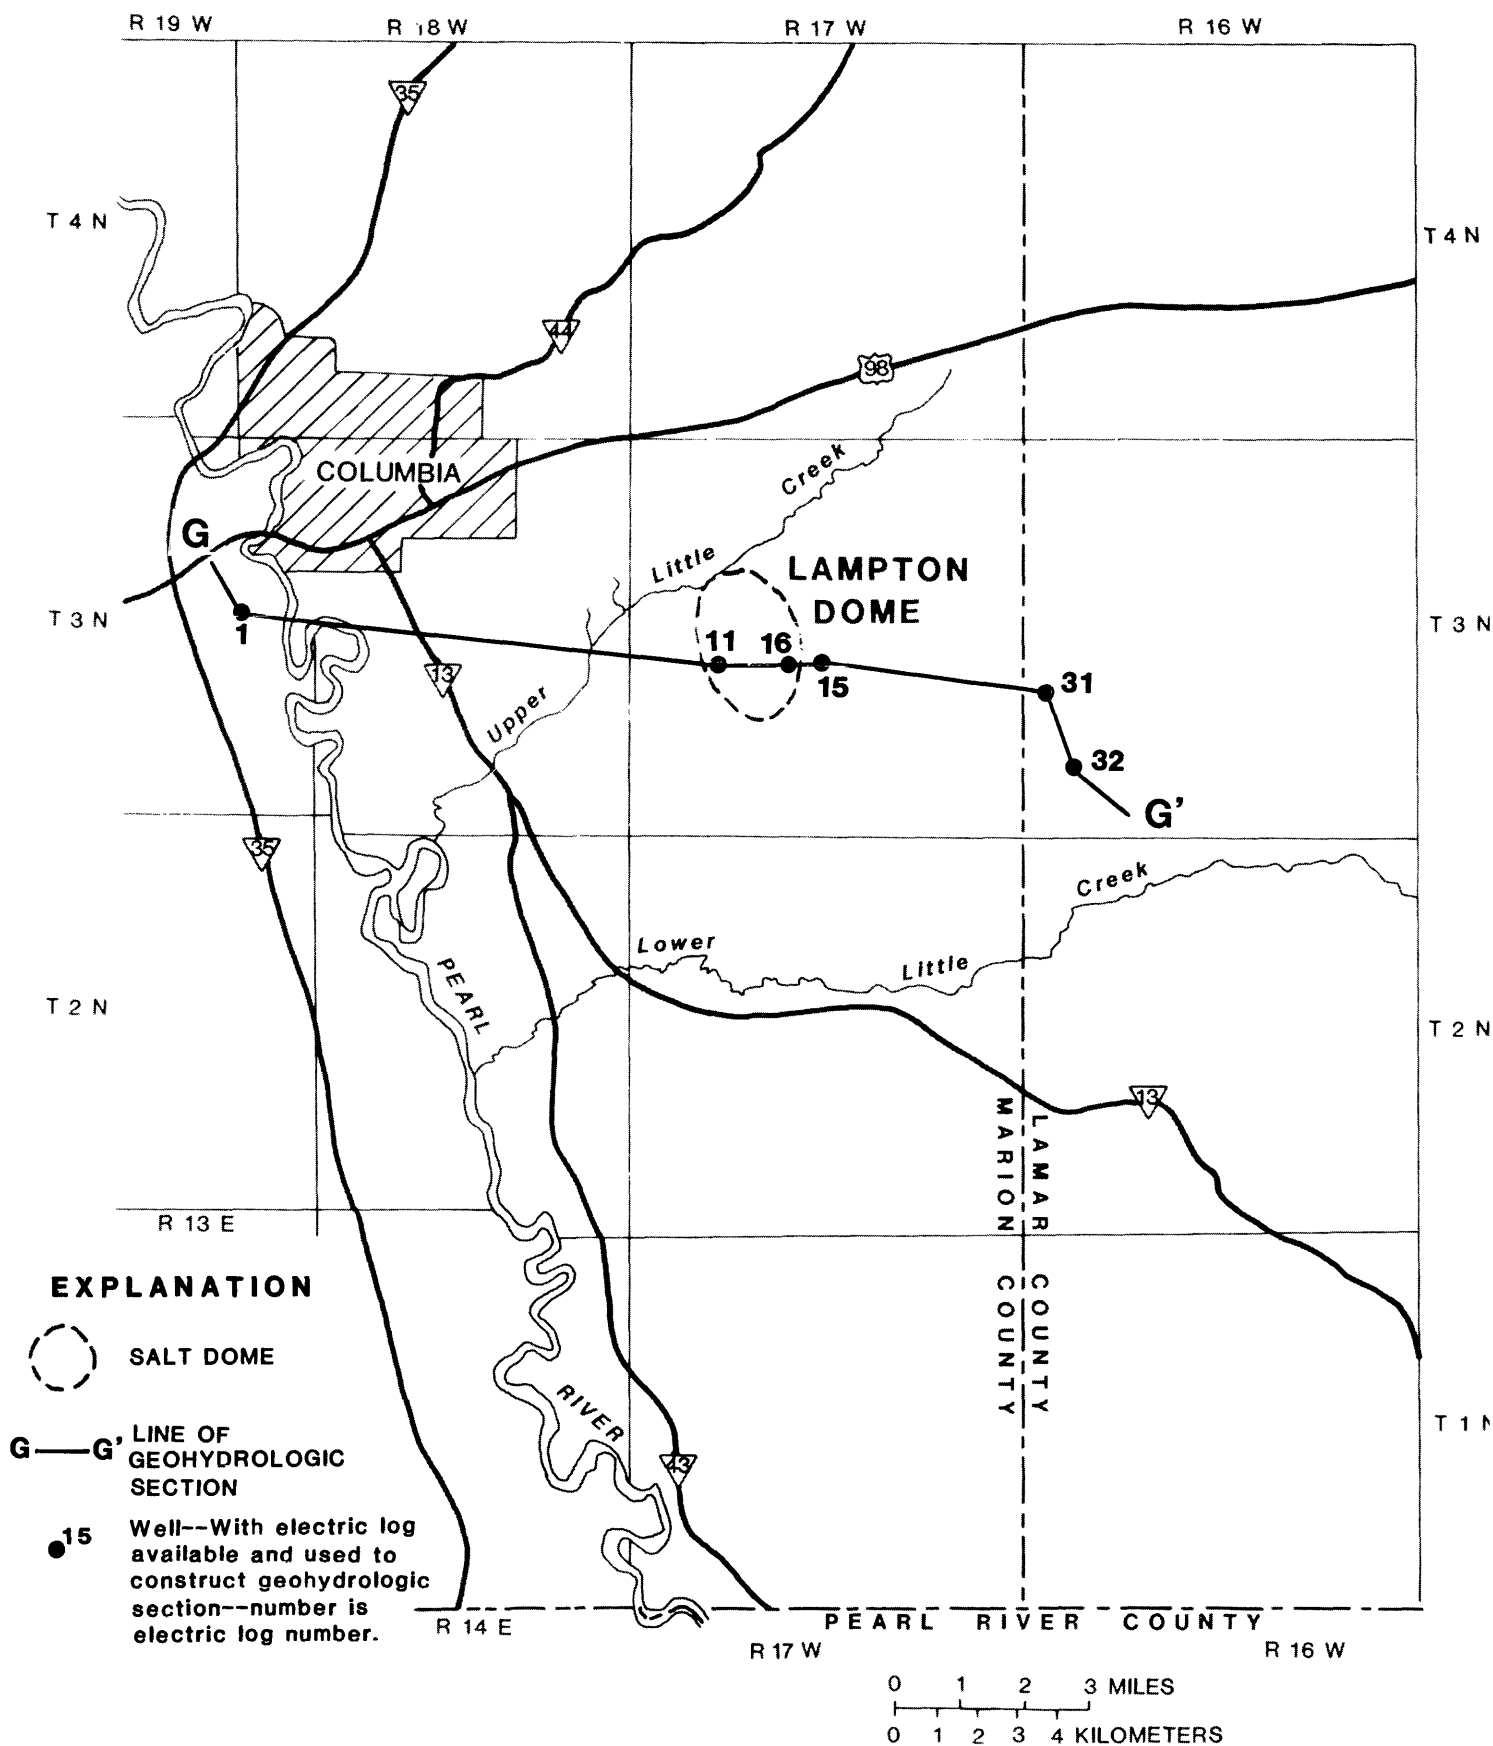 R 19 W
R 18 W
R 17 W
R 16 W
35
T 4 N
T 4 N
44
98
COLUMBIA
Creek
G
Little
LAMPTON
DOME
T 3 N
T 3 N
1
11
16
15
13
31
Upper
32
G'
35
Creek
Lower
Little
PEARL
T 2 N
T 2 N
13
MARION COUNTY
LAMAR COUNTY
R 13 E
EXPLANATION
SALT DOME
RIVER
T 1 N
G—G' LINE OF
GEOHYDROLOGIC
SECTION
43
15 Well--With electric log
available and used to
construct geohydrologic
section--number is
electric log number.
PEARL RIVER COUNTY
R 14 E
R 17 W
R 16 W
0 1 2 3 MILES
0 1 2 3 4 KILOMETERS